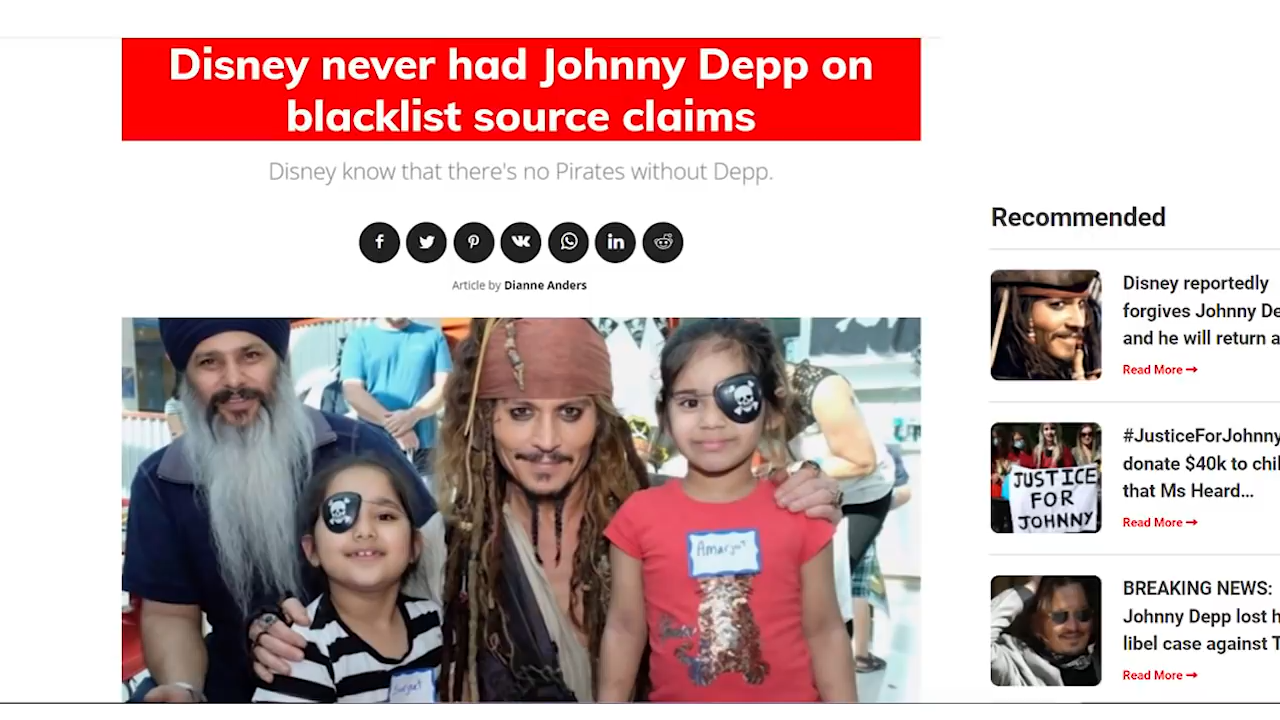 Disney never had Johnny Depp on
blacklist source claims
Disney know that there's no Pirates without Depp.
Article by Dianne Anders
Recommended
Disney reportedly
forgives Johnny De
and he will return a
Read More →
#JusticeForJohnny
donate $40k to chil
that Ms Heard...
Read More →
JUSTICE
FOR
JOHNNY
BREAKING NEWS:
Johnny Depp lost h
libel case against T
Read More →
Amarjot